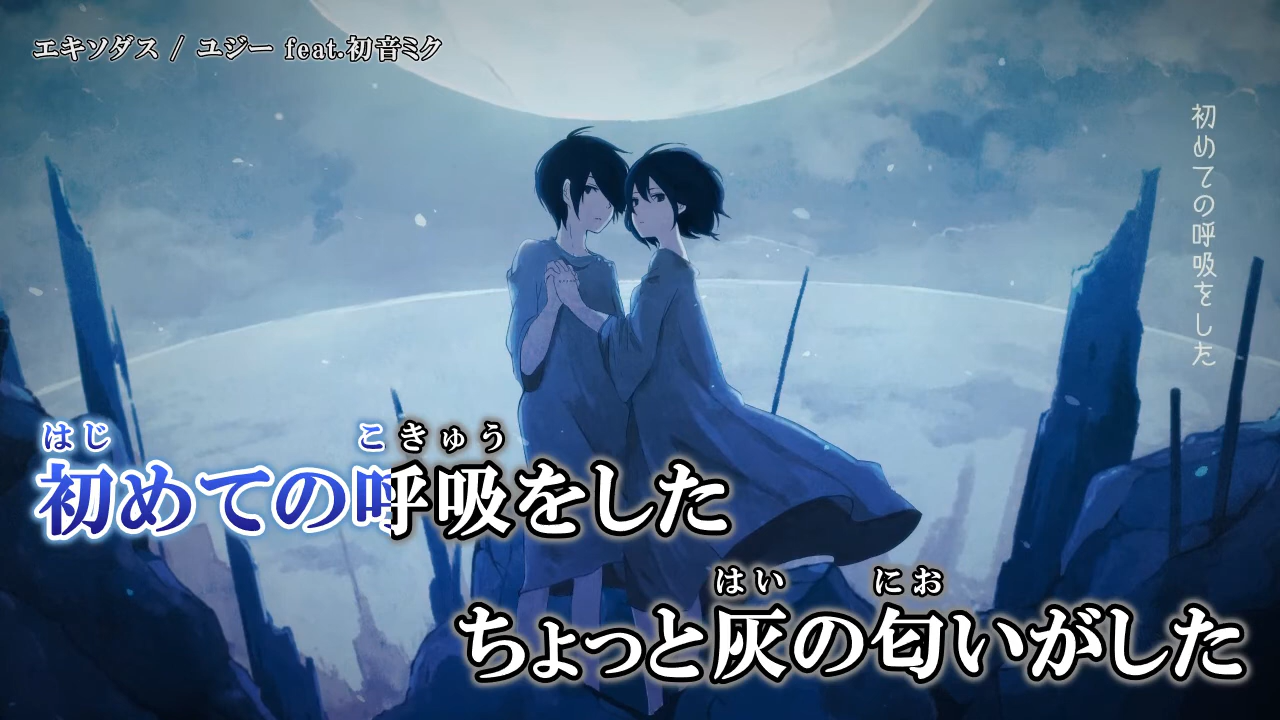 エキソダス / ユジー feat.初音ミク
初めての呼吸をした
はじ こきゅう
初めての呼吸をした
はい にお
ちょっと灰の匂いがした